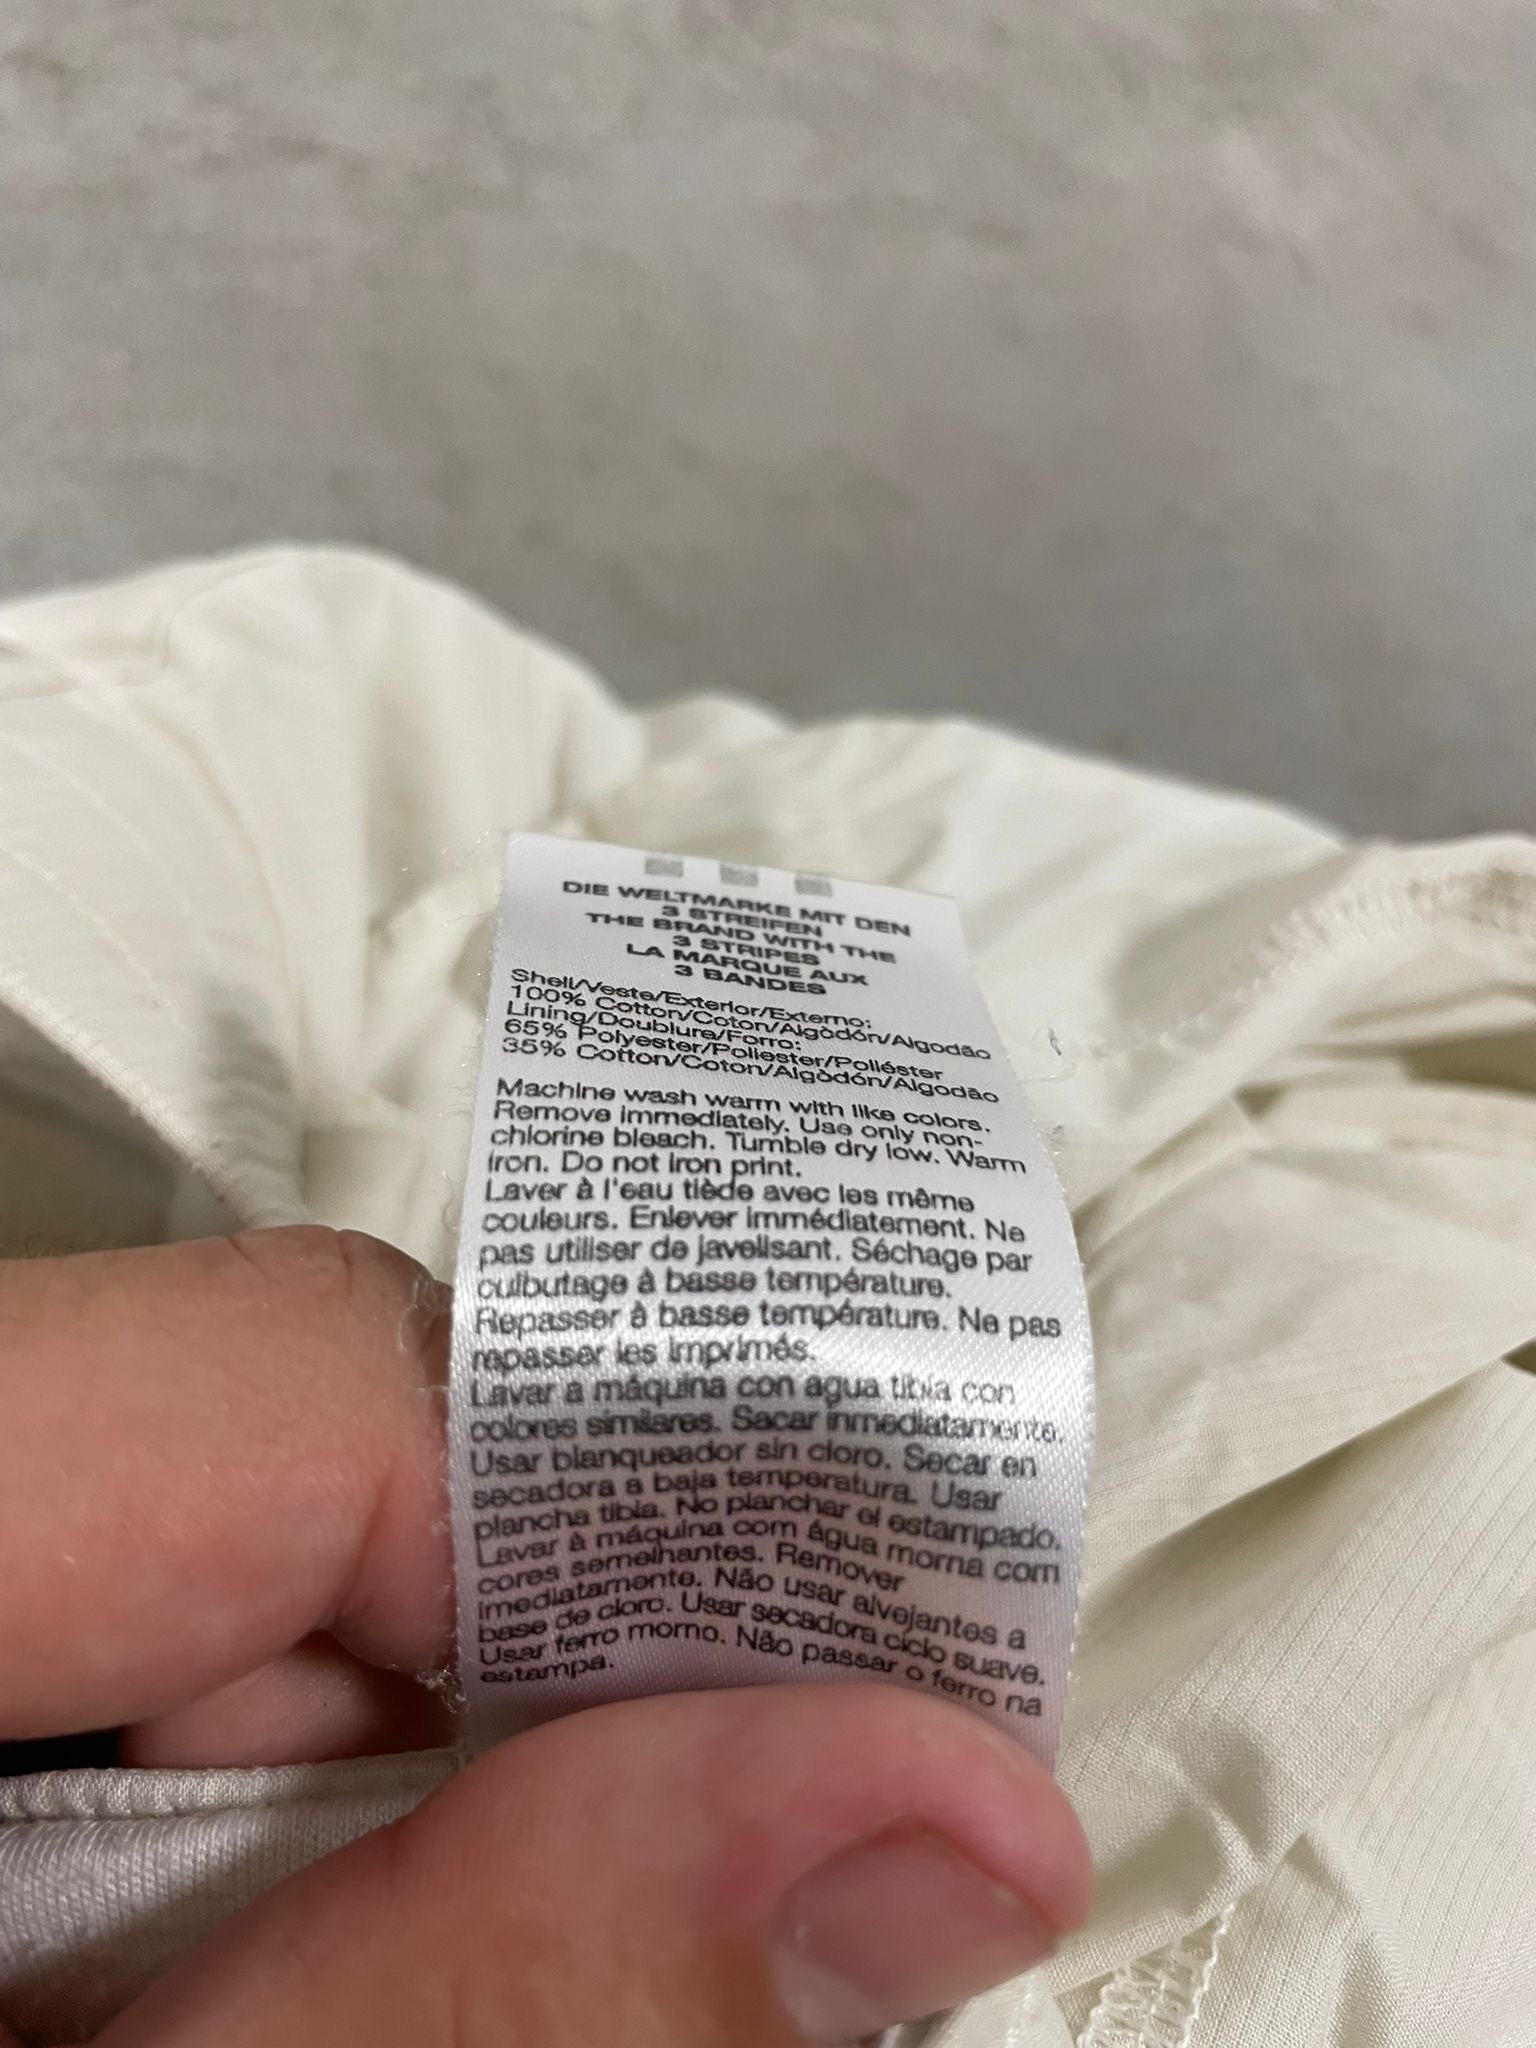 DIE WELTMARKE MIT DEN
3 STREIFEN
THE BRAND WITH THE
3 STRIPES
LA MARQUE AUX
3 BANDES
Shell/Veste/Exterior/Externo:
100% Cotton/Coton/Algòdón/Algodão
Lining/Doublure/Forro:
65% Polyester/Poliester/Poliéster
35% Cotton/Coton/Algòdón/Algodão
Machine wash warm with like colors.
Remove immediately. Use only non-
chlorine bleach. Tumble dry low. Warm
iron. Do not iron print.
Laver à l'eau tiède avec les même
couleurs. Enlever immédiatement. Ne
pas utiliser de javellisant. Séchage par
culbutage à basse température.
Repasser à basse température. Ne pas
repasser les imprimés.
Lavar a máquina con agua tibia con
colores similares. Sacar inmediatamente.
Usar blanqueador sin cloro. Secar en
secadora a baja temperatura. Usar
plancha tibia. No planchar el estampado.
Lavar à máquina com água morna com
cores semelhantes. Remover
imediatamente. Não usar alvejantes a
base de cloro. Usar secadora ciclo suave.
Usar ferro morno. Não passar o ferro na
estampa.